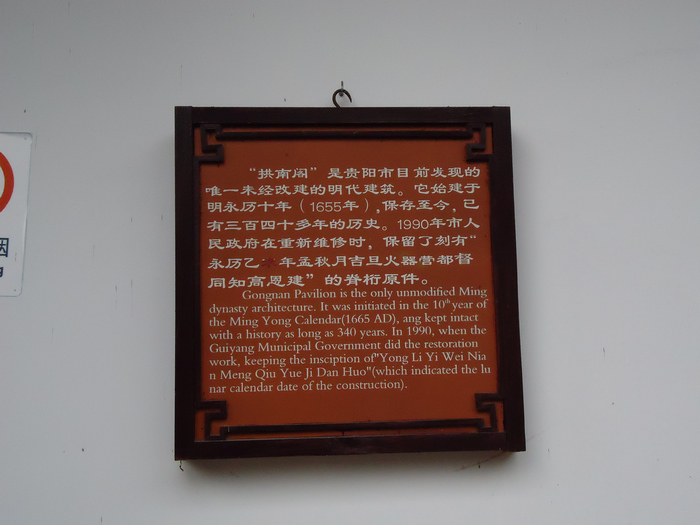 “拱南阁”是贵阳市目前发现的
唯一未经改建的明代建筑。它始建于
明永历十年（1655年），保存至今，已
有三百四十多年的历史。1990年市人
民政府在重新维修时，保留了刻有“
永历乙 年孟秋月吉旦火器营都督
同知高恩建”的脊桁原件。
Gongnan Pavilion is the only unmodified Ming
dynasty architecture. It was initiated in the 10th year of
the Ming Yong Calendar(1665 AD), ang kept intact
with a history as long as 340 years. In 1990, when the
Guiyang Municipal Government did the restoration
work, keeping the insciption of"Yong Li Yi Wei Nia
n Meng Qiu Yue Ji Dan Huo"(which indicated the lu
nar calendar date of the construction).
烟